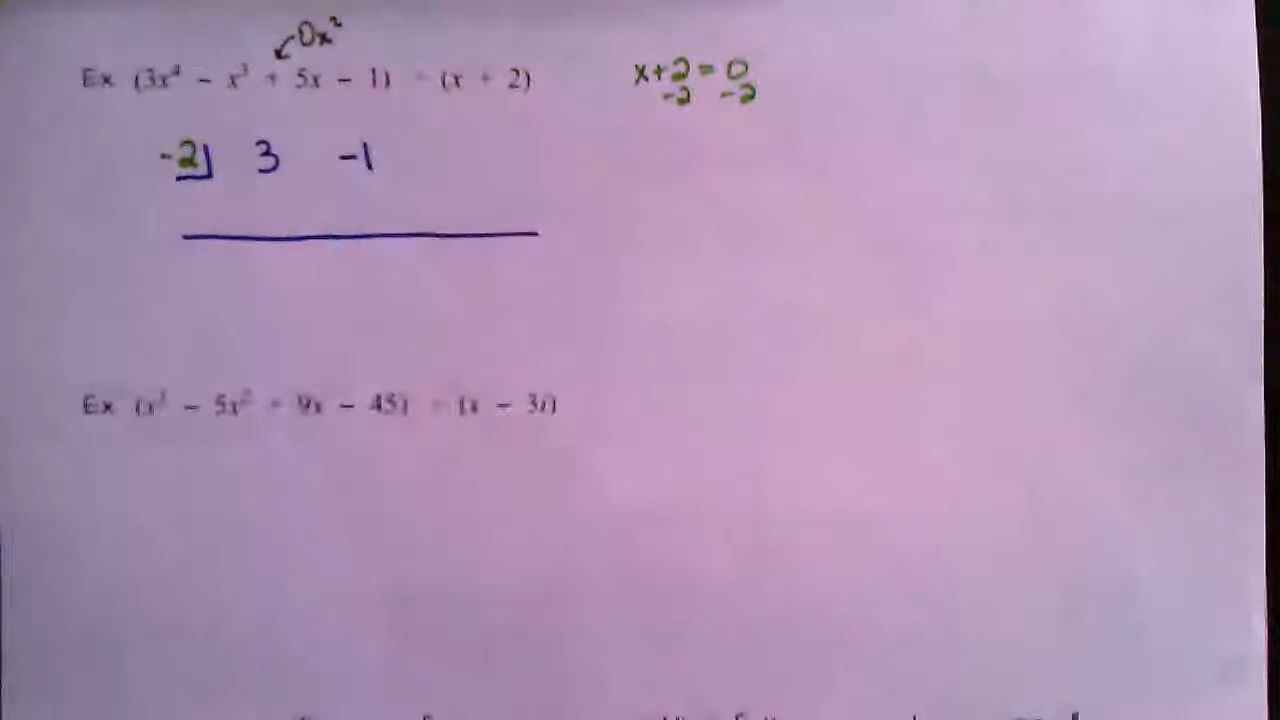 0x²
Ex (3x⁴ − x³ + 5x − 1) ÷ (x + 2)
x+2=0
-2 -2
-2 3 -1
Ex (x³ − 5x² + 9x − 45) ÷ (x − 3i)